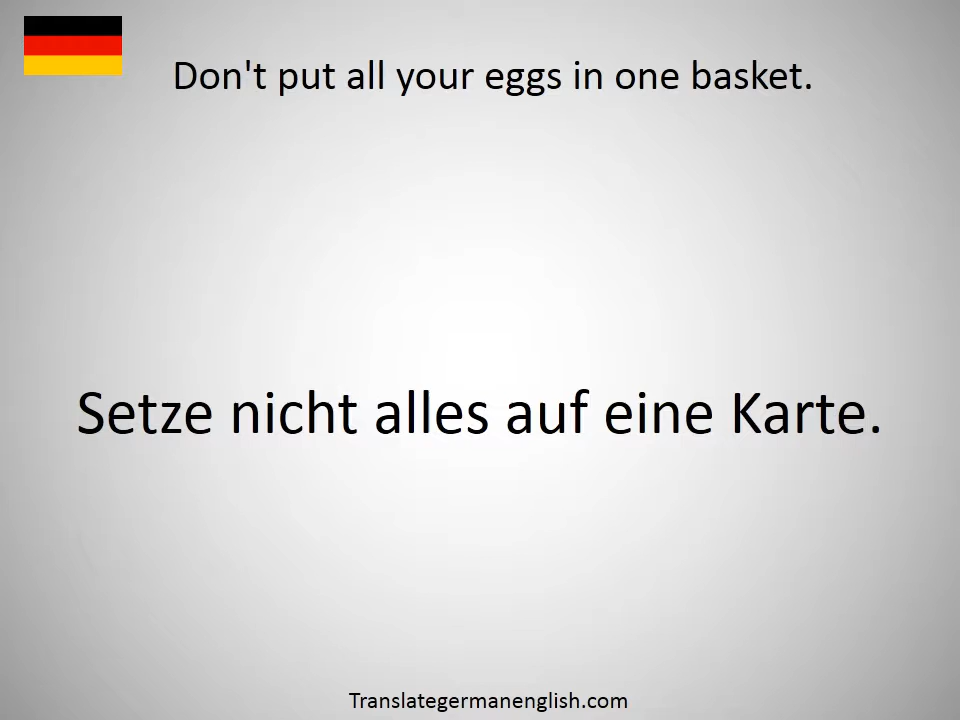 Don't put all your eggs in one basket.
Setze nicht alles auf eine Karte.
Translategermanenglish.com